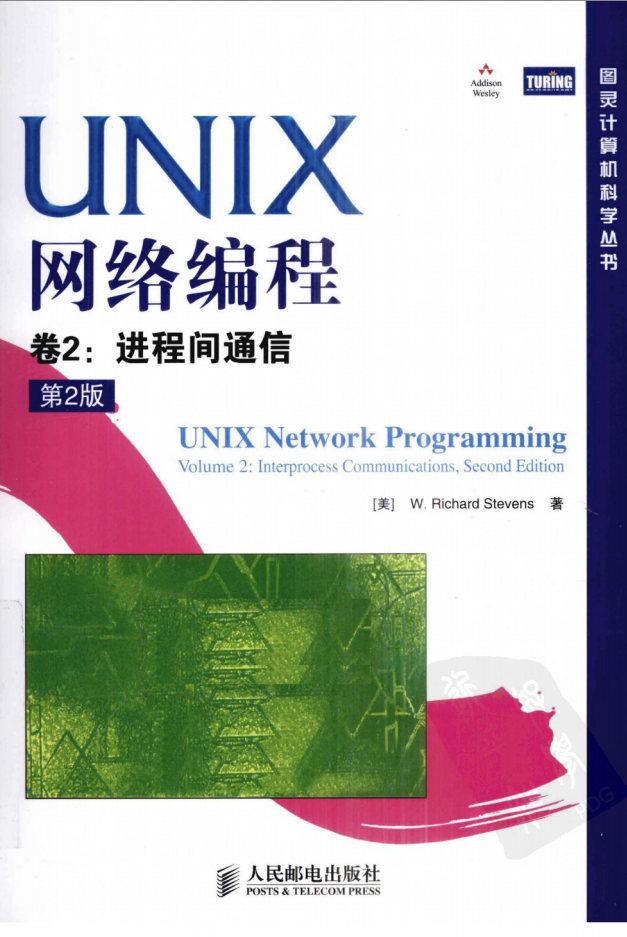 Addison
Wesley
TURING
图灵计算机科学丛书
UNIX
网络编程
卷2：进程间通信
第2版
UNIX Network Programming
Volume 2: Interprocess Communications, Second Edition
[美] W. Richard Stevens 著
PDG
人民邮电出版社
POSTS & TELECOM PRESS